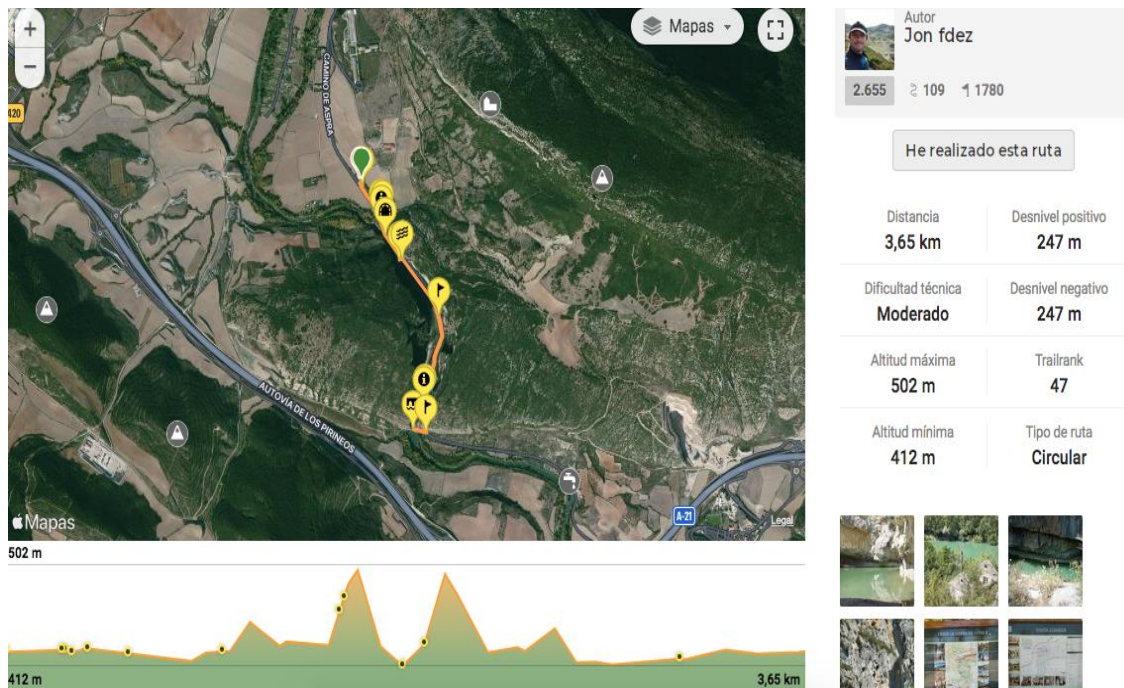 +
Mapas
−
420
CAMINO DE ASPRA
AUTOVÍA DE LOS PIRINEOS
A-21
Mapas
Legal
502 m
412 m
3,65 km
Autor
Jon fdez
2.655
109
1780
He realizado esta ruta
Distancia
3,65 km
Desnivel positivo
247 m
Dificultad técnica
Moderado
Desnivel negativo
247 m
Altitud máxima
502 m
Trailrank
47
Altitud mínima
412 m
Tipo de ruta
Circular